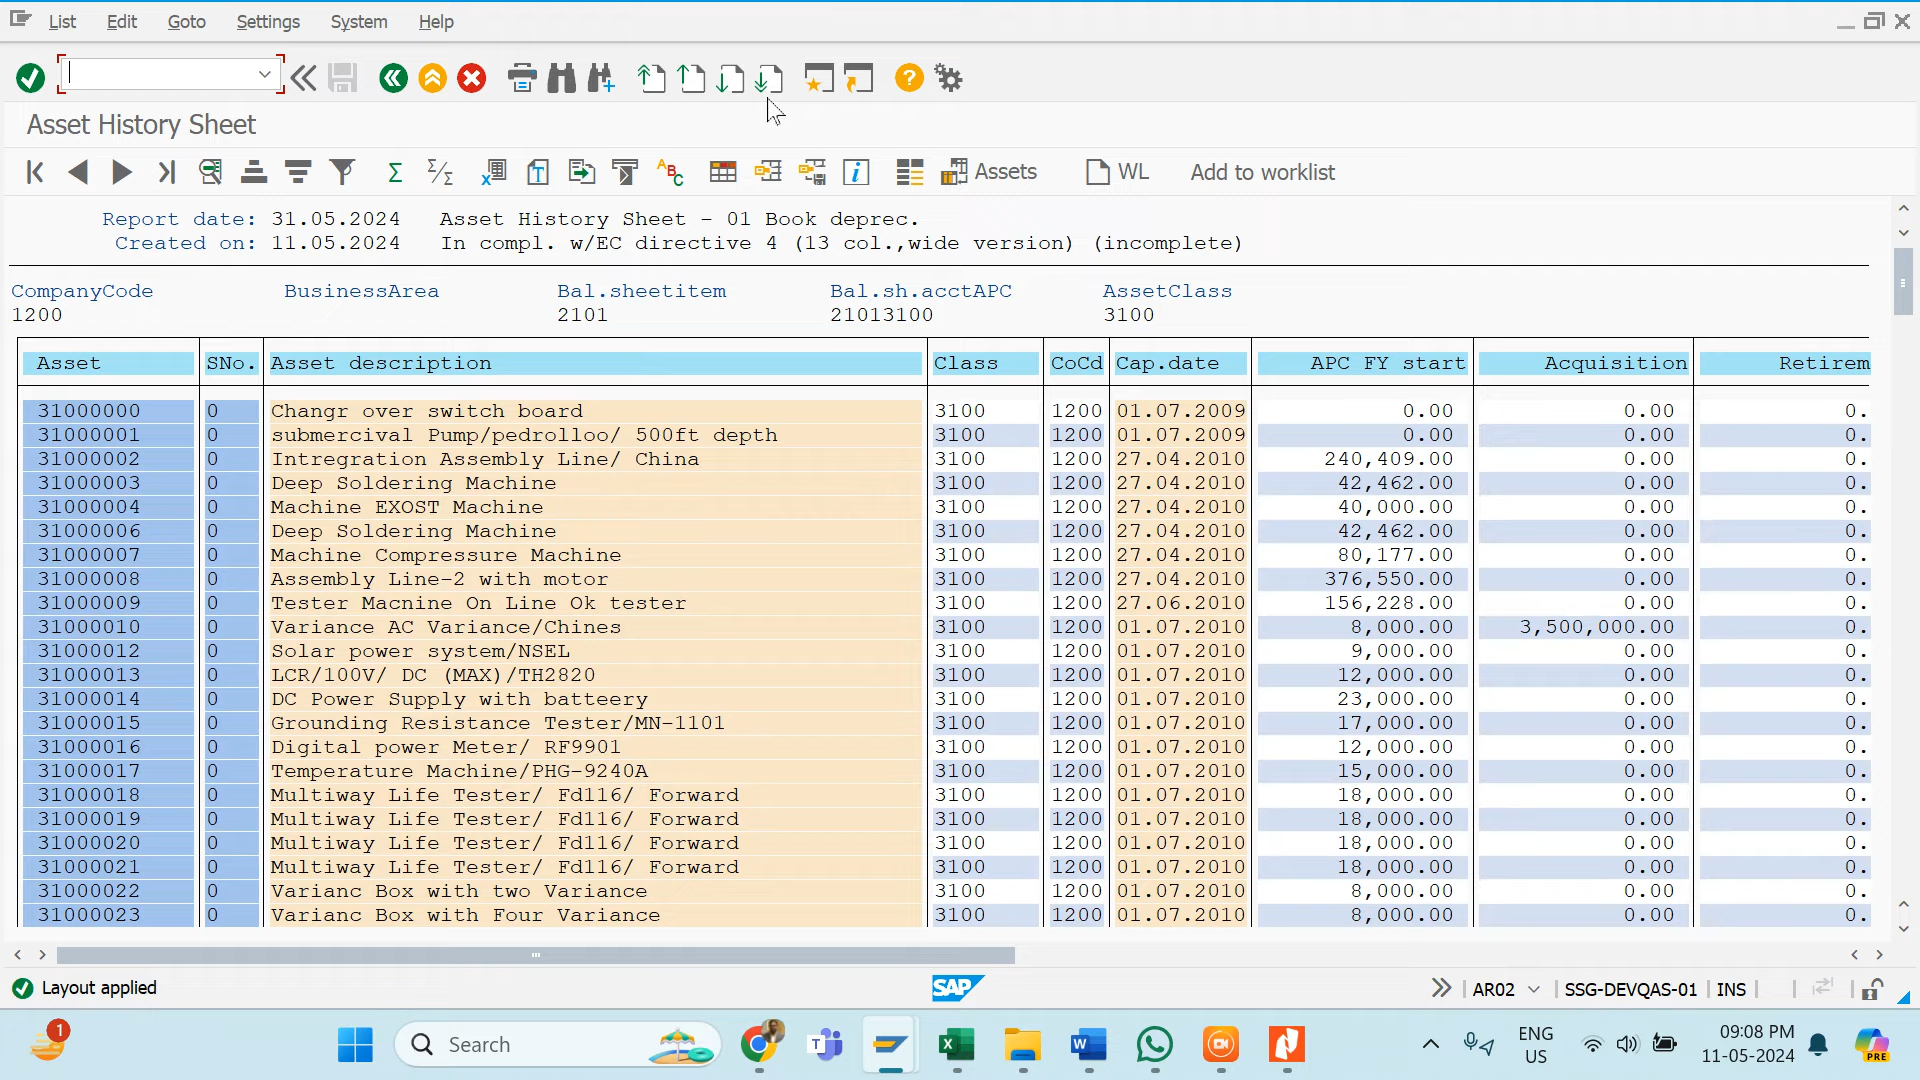 List Edit Goto Settings System Help
Asset History Sheet
Assets WL Add to worklist
Report date: 31.05.2024 Asset History Sheet - 01 Book deprec.
Created on: 11.05.2024 In compl. w/EC directive 4 (13 col.,wide version) (incomplete)
CompanyCode BusinessArea Bal.sheetitem Bal.sh.acctAPC AssetClass
1200 2101 21013100 3100
Asset SNo. Asset description Class CoCd Cap.date APC FY start Acquisition Retirem
31000000 0 Changr over switch board 3100 1200 01.07.2009 0.00 0.00 0.
31000001 0 submercival Pump/pedrolloo/ 500ft depth 3100 1200 01.07.2009 0.00 0.00 0.
31000002 0 Intregration Assembly Line/ China 3100 1200 27.04.2010 240,409.00 0.00 0.
31000003 0 Deep Soldering Machine 3100 1200 27.04.2010 42,462.00 0.00 0.
31000004 0 Machine EXOST Machine 3100 1200 27.04.2010 40,000.00 0.00 0.
31000006 0 Deep Soldering Machine 3100 1200 27.04.2010 42,462.00 0.00 0.
31000007 0 Machine Compressure Machine 3100 1200 27.04.2010 80,177.00 0.00 0.
31000008 0 Assembly Line-2 with motor 3100 1200 27.04.2010 376,550.00 0.00 0.
31000009 0 Tester Macnine On Line Ok tester 3100 1200 27.06.2010 156,228.00 0.00 0.
31000010 0 Variance AC Variance/Chines 3100 1200 01.07.2010 8,000.00 3,500,000.00 0.
31000012 0 Solar power system/NSEL 3100 1200 01.07.2010 9,000.00 0.00 0.
31000013 0 LCR/100V/ DC (MAX)/TH2820 3100 1200 01.07.2010 12,000.00 0.00 0.
31000014 0 DC Power Supply with batteery 3100 1200 01.07.2010 23,000.00 0.00 0.
31000015 0 Grounding Resistance Tester/MN-1101 3100 1200 01.07.2010 17,000.00 0.00 0.
31000016 0 Digital power Meter/ RF9901 3100 1200 01.07.2010 12,000.00 0.00 0.
31000017 0 Temperature Machine/PHG-9240A 3100 1200 01.07.2010 15,000.00 0.00 0.
31000018 0 Multiway Life Tester/ Fd116/ Forward 3100 1200 01.07.2010 18,000.00 0.00 0.
31000019 0 Multiway Life Tester/ Fd116/ Forward 3100 1200 01.07.2010 18,000.00 0.00 0.
31000020 0 Multiway Life Tester/ Fd116/ Forward 3100 1200 01.07.2010 18,000.00 0.00 0.
31000021 0 Multiway Life Tester/ Fd116/ Forward 3100 1200 01.07.2010 18,000.00 0.00 0.
31000022 0 Varianc Box with two Variance 3100 1200 01.07.2010 8,000.00 0.00 0.
31000023 0 Varianc Box with Four Variance 3100 1200 01.07.2010 8,000.00 0.00 0.
Layout applied SAP AR02 SSG-DEVQAS-01 INS
1 Search ENG 09:08 PM
US 11-05-2024 PRE